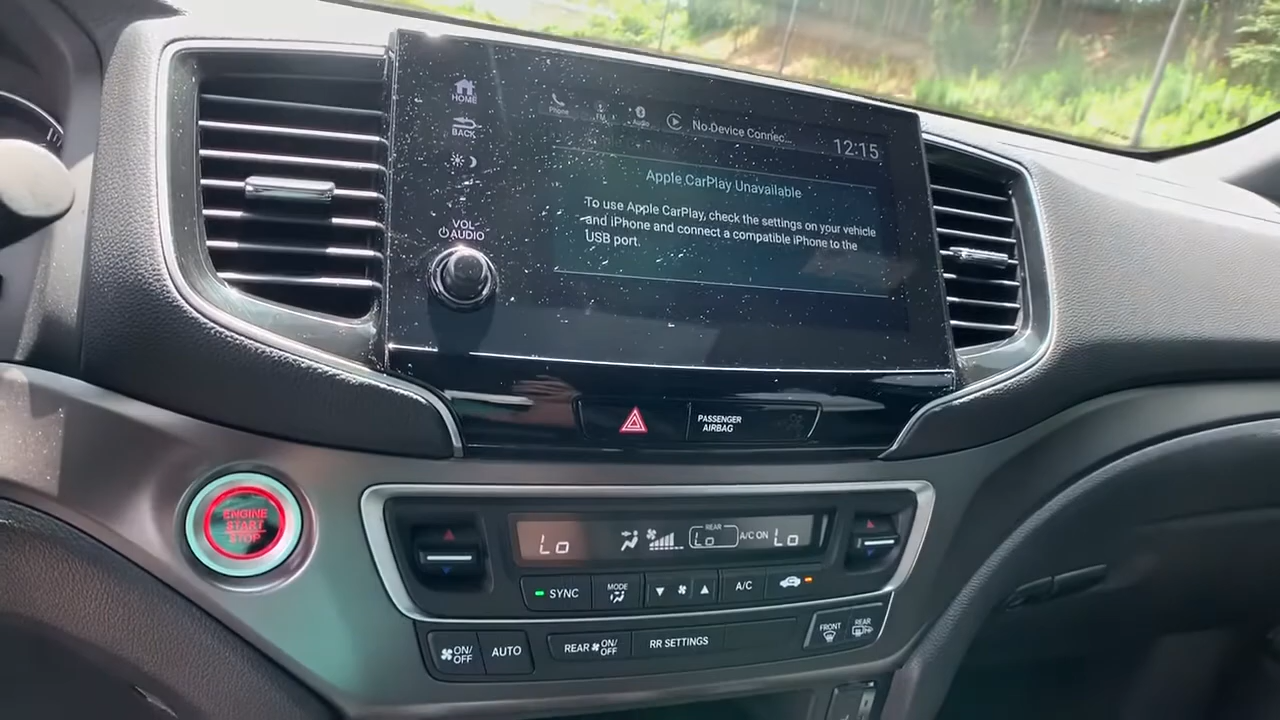 HOME
BACK
VOL
AUDIO
Phone
FM
Audio
No Device Connec...
12:15
Apple CarPlay Unavailable
To use Apple CarPlay, check the settings on your vehicle
and iPhone and connect a compatible iPhone to the
USB port.
PASSENGER
AIRBAG
ENGINE
START
STOP
Lo
REAR
Lo
A/C ON
Lo
SYNC
MODE
A/C
ON/
OFF
AUTO
REAR ON/
OFF
RR SETTINGS
FRONT
REAR